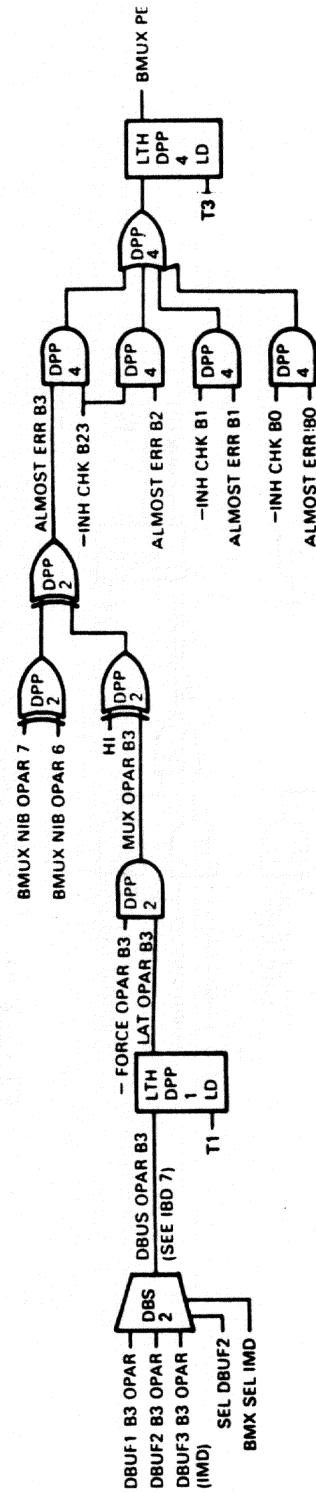 DBUF1 B3 OPAR
DBUF2 B3 OPAR
DBUF3 B3 OPAR
(IMD)
SEL DBUF2
BMX SEL IMD
DBS
2
DBUS OPAR B3
(SEE IBD 7)
T1
LTH
DPP
1
LD
– FORCE OPAR B3
LAT OPAR B3
DPP
2
MUX OPAR B3
HI
DPP
2
BMUX NIB OPAR 7
BMUX NIB OPAR 6
DPP
2
DPP
2
ALMOST ERR B3
–INH CHK B23
ALMOST ERR B2
–INH CHK B1
ALMOST ERR B1
–INH CHK B0
ALMOST ERR B0
DPP
4
DPP
4
DPP
4
DPP
4
DPP
4
T3
LTH
DPP
4
LD
BMUX PE